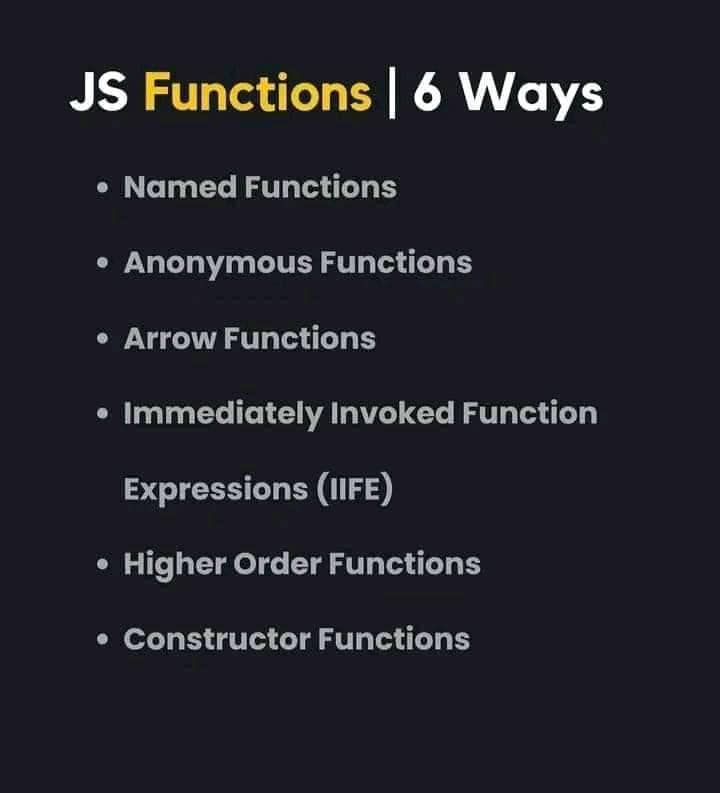 JS Functions | 6 Ways
• Named Functions
• Anonymous Functions
• Arrow Functions
• Immediately Invoked Function
Expressions (IIFE)
• Higher Order Functions
• Constructor Functions